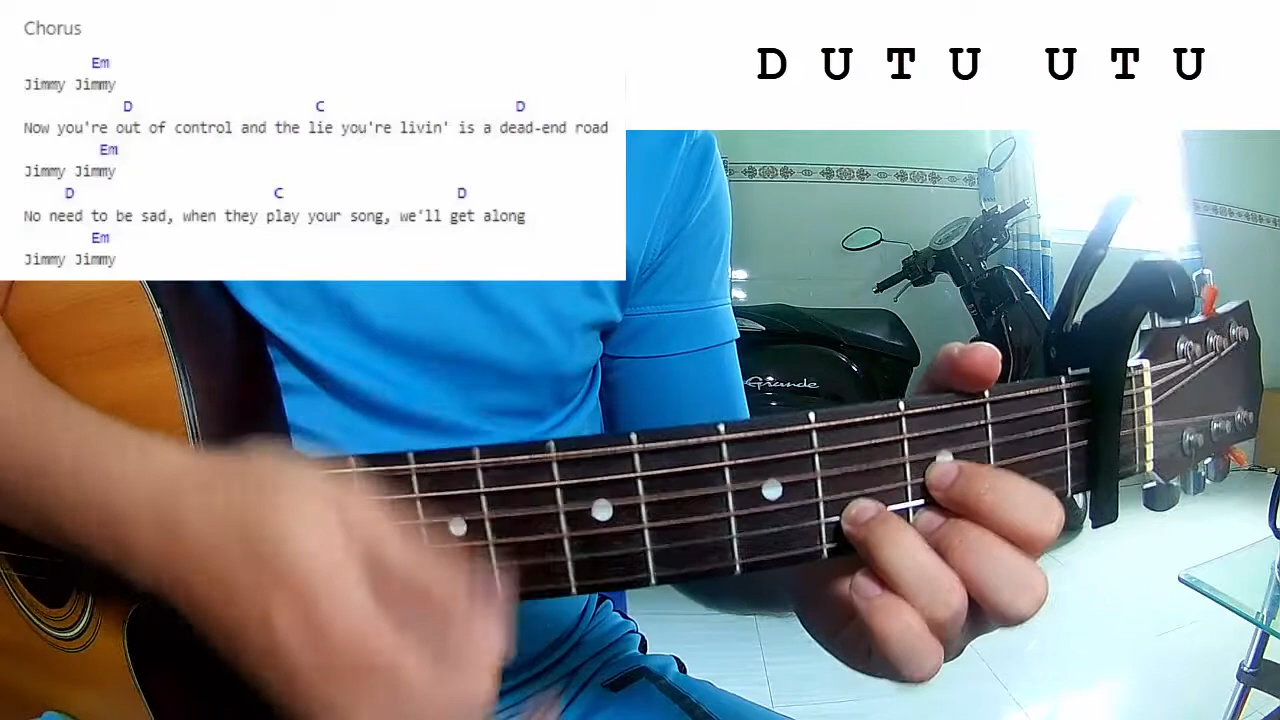 Chorus
Em
Jimmy Jimmy
D C D
Now you're out of control and the lie you're livin' is a dead-end road
Em
Jimmy Jimmy
D C D
No need to be sad, when they play your song, we'll get along
Em
Jimmy Jimmy
D U T U U T U
Grande